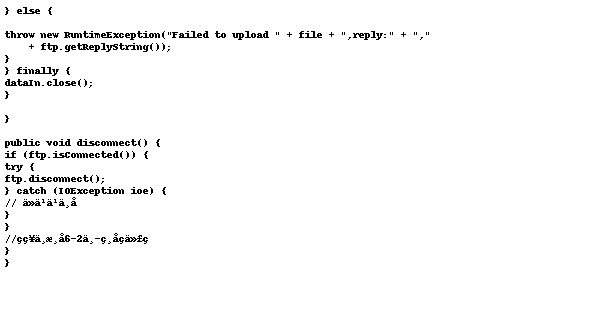 } else {
throw new RuntimeException("Failed to upload " + file + ",reply:" + ","
+ ftp.getReplyString());
}
} finally {
dataIn.close();
}
}
public void disconnect() {
if (ftp.isConnected()) {
try {
ftp.disconnect();
} catch (IOException ioe) {
// ä»ä¹ä¹ä¸å
}
}
//çç¥ä¸æ¸å6-2ä¸­ç¸åçä»£ç
}
}